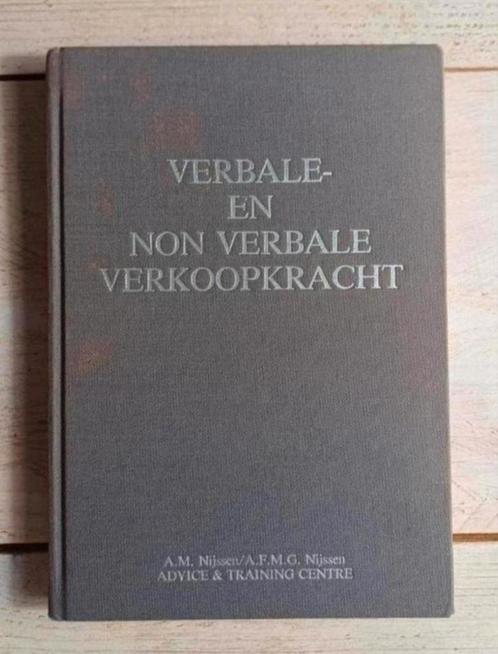 VERBALE-
EN
NON VERBALE
VERKOOPKRACHT
A.M. Nijssen/A.F.M.G. Nijssen
ADVICE & TRAINING CENTRE